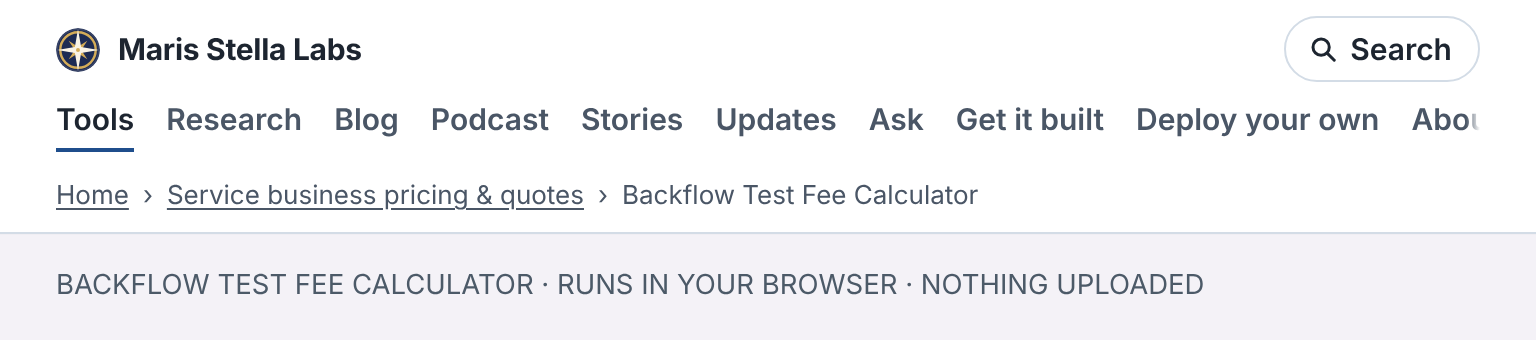 Maris Stella Labs
Search
Tools Research Blog Podcast Stories Updates Ask Get it built Deploy your own
Home › Service business pricing & quotes › Backflow Test Fee Calculator
BACKFLOW TEST FEE CALCULATOR · RUNS IN YOUR BROWSER · NOTHING UPLOADED